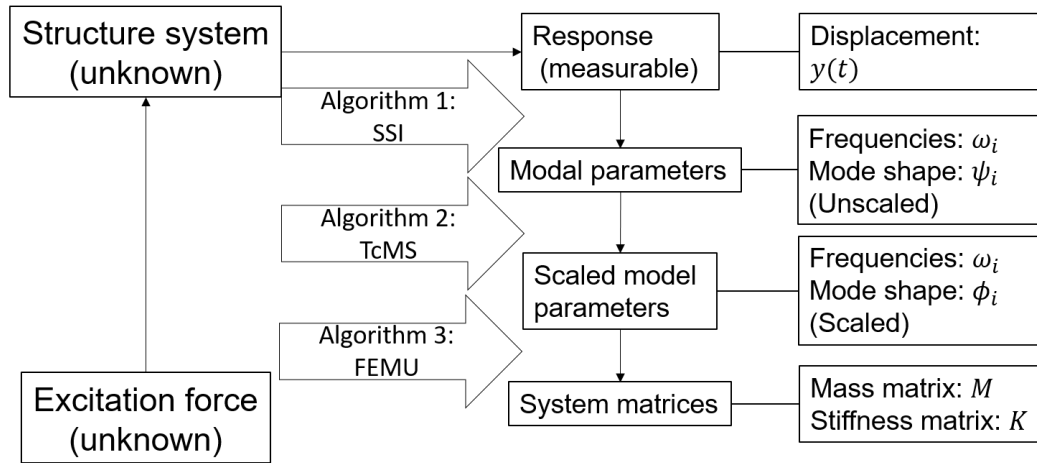 Structure system
(unknown)
Response
(measurable)
Displacement:
y(t)
Algorithm 1:
SSI
Modal parameters
Frequencies: ωᵢ
Mode shape: ψᵢ
(Unscaled)
Algorithm 2:
TcMS
Scaled model
parameters
Frequencies: ωᵢ
Mode shape: ϕᵢ
(Scaled)
Algorithm 3:
FEMU
Excitation force
(unknown)
System matrices
Mass matrix: M
Stiffness matrix: K